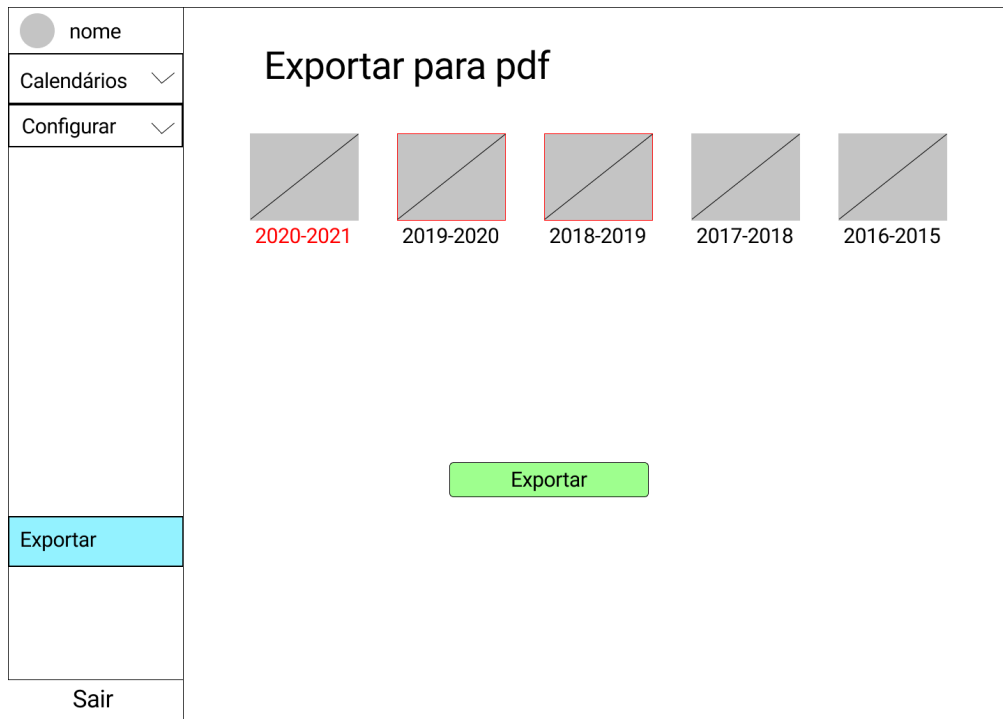 nome
Calendários
Configurar
Exportar
Sair
Exportar para pdf
2020-2021
2019-2020
2018-2019
2017-2018
2016-2015
Exportar